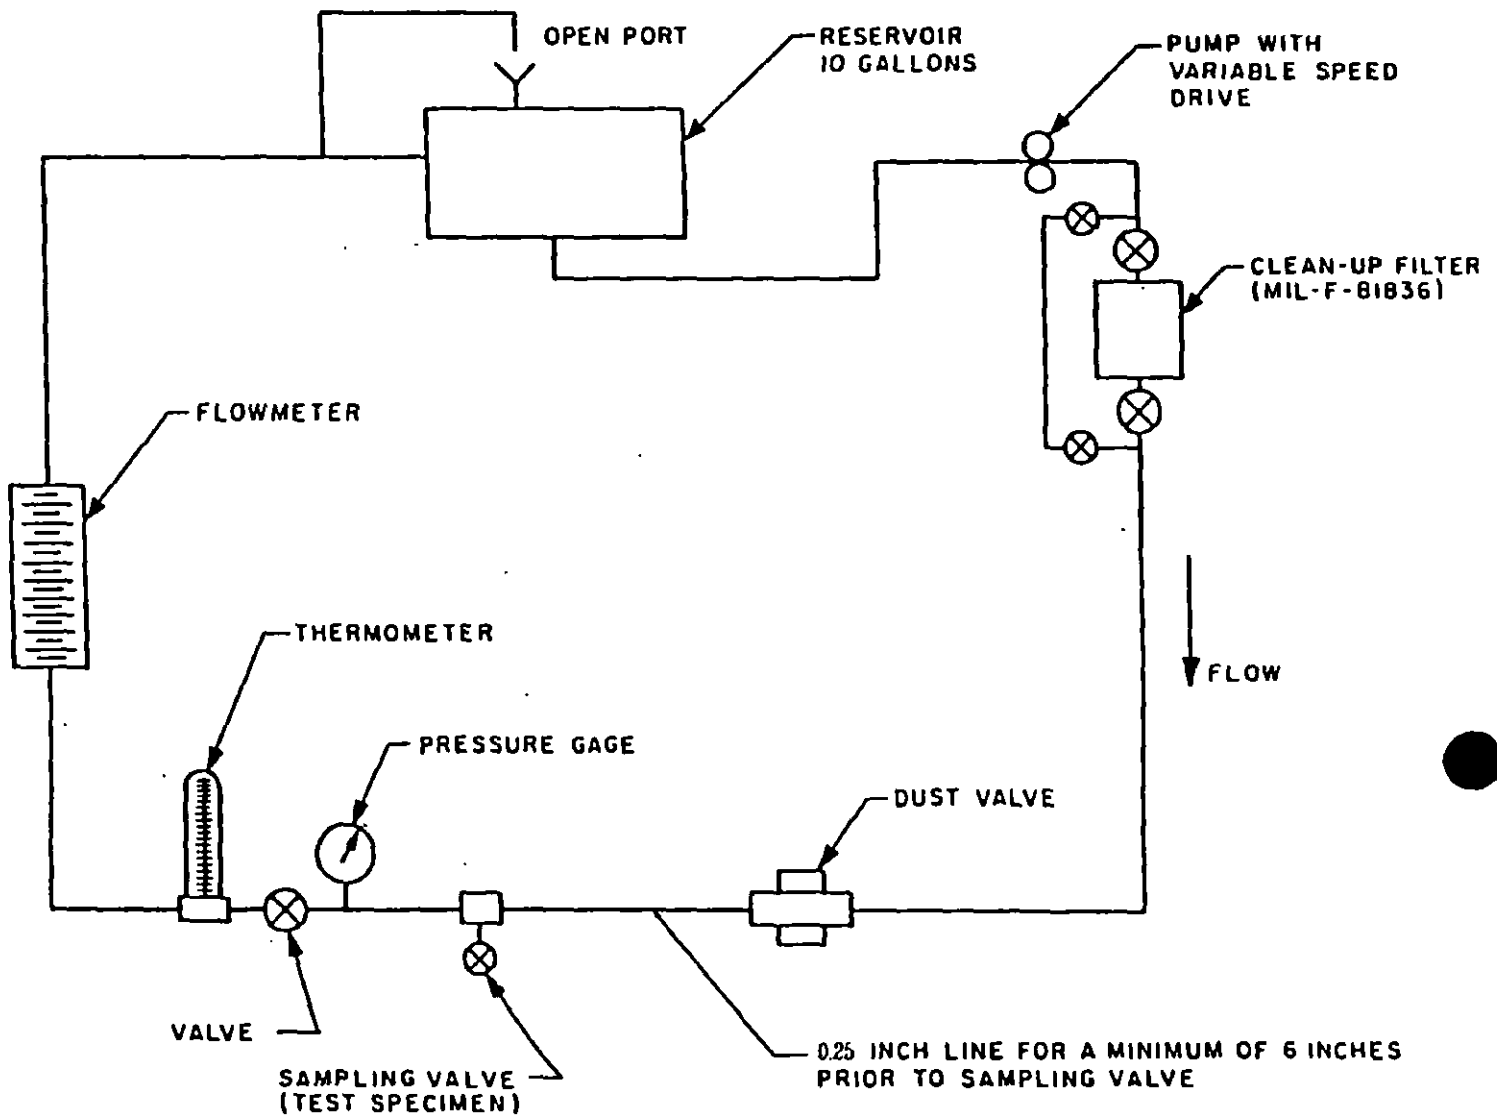 OPEN PORT
RESERVOIR
10 GALLONS
PUMP WITH
VARIABLE SPEED
DRIVE
CLEAN-UP FILTER
(MIL-F-81836)
FLOWMETER
THERMOMETER
FLOW
PRESSURE GAGE
DUST VALVE
VALVE
SAMPLING VALVE
(TEST SPECIMEN)
0.25 INCH LINE FOR A MINIMUM OF 6 INCHES
PRIOR TO SAMPLING VALVE